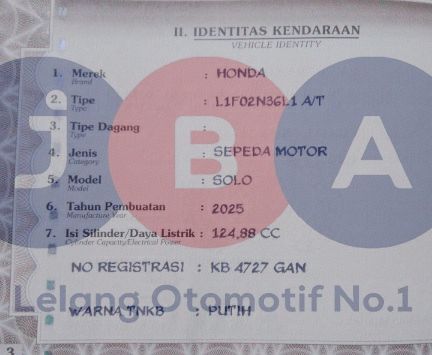 II. IDENTITAS KENDARAAN
VEHICLE IDENTITY
1. Merek : HONDA
Brand
2. Tipe : L1F02N36L1 A/T
Type
3. Tipe Dagang :
Type
4. Jenis : SEPEDA MOTOR
Category
5. Model : SOLO
Model
6. Tahun Pembuatan : 2025
Manufacture Year
7. Isi Silinder/Daya Listrik : 124,88 CC
Cylinder Capacity/Electrical Power
NO REGISTRASI : KB 4727 GAN
WARNA TNKB : PUTIH
JBA
Lelang Otomotif No.1
3